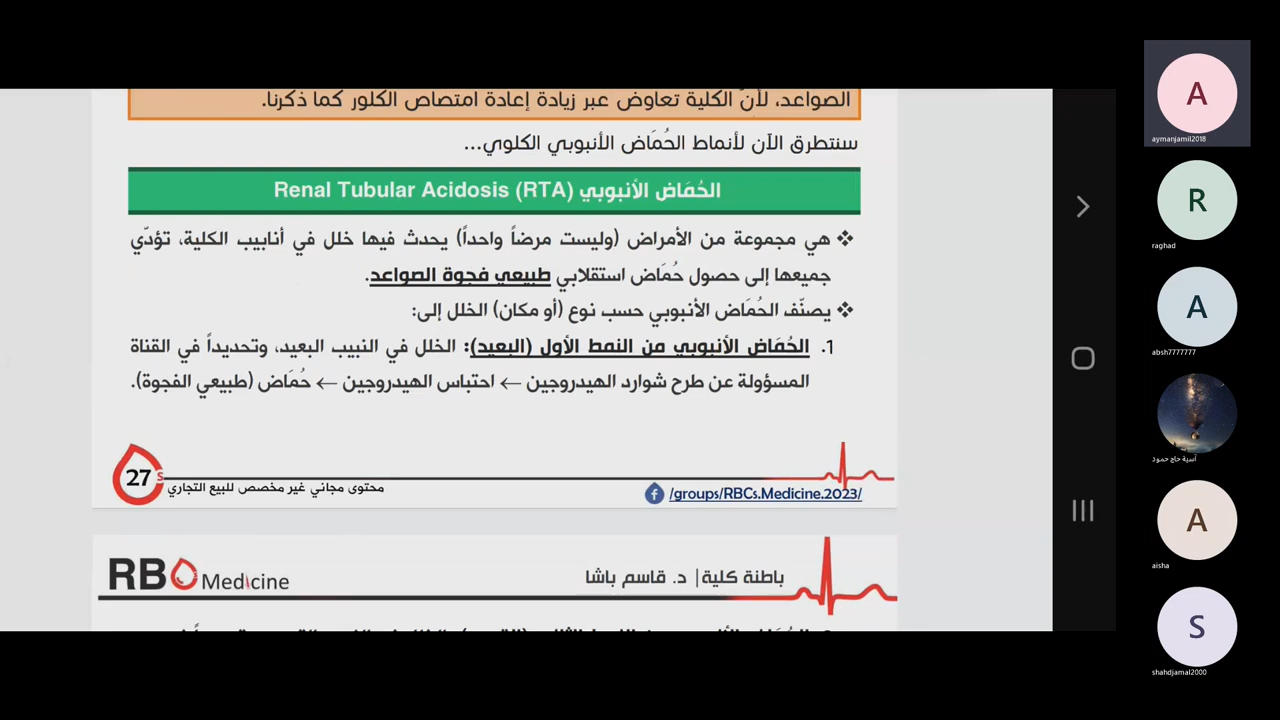 الصواعد، لأنّ الكلية تعاوض عبر زيادة إعادة امتصاص الكلور كما ذكرنا.
سنتطرق الآن لأنماط الحُمَاض الأنبوبي الكلوي...
الحُمَاض الأنبوبي Renal Tubular Acidosis (RTA)
❖ هي مجموعة من الأمراض (وليست مرضاً واحداً) يحدث فيها خلل في أنابيب الكلية، تؤدّي
جميعها إلى حصول حُمَاض استقلابي طبيعي فجوة الصواعد.
❖ يصنّف الحُمَاض الأنبوبي حسب نوع (أو مكان) الخلل إلى:
1. الحُمَاض الأنبوبي من النمط الأول (البعيد): الخلل في النبيب البعيد، وتحديداً في القناة
المسؤولة عن طرح شوارد الهيدروجين ← احتباس الهيدروجين ← حُمَاض (طبيعي الفجوة).
27
محتوى مجاني غير مخصص للبيع التجاري
/groups/RBCs.Medicine.2023/
RB Medicine
باطنة كلية| د. قاسم باشا
A
aymanjamil2018
R
raghad
A
absh7777777
آسية حاج حمود
A
aisha
S
shahdjamal2000